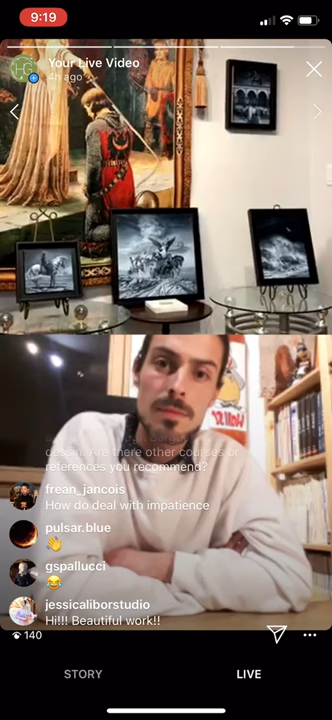 9:19
HG
Your Live Video
4h ago
dessin. Are there other courses or
references you recommend?
frean_jancois
How do deal with impatience
pulsar.blue
👋
gspallucci
😂
jessicaliborstudio
Hi!!! Beautiful work!!
140
STORY
LIVE